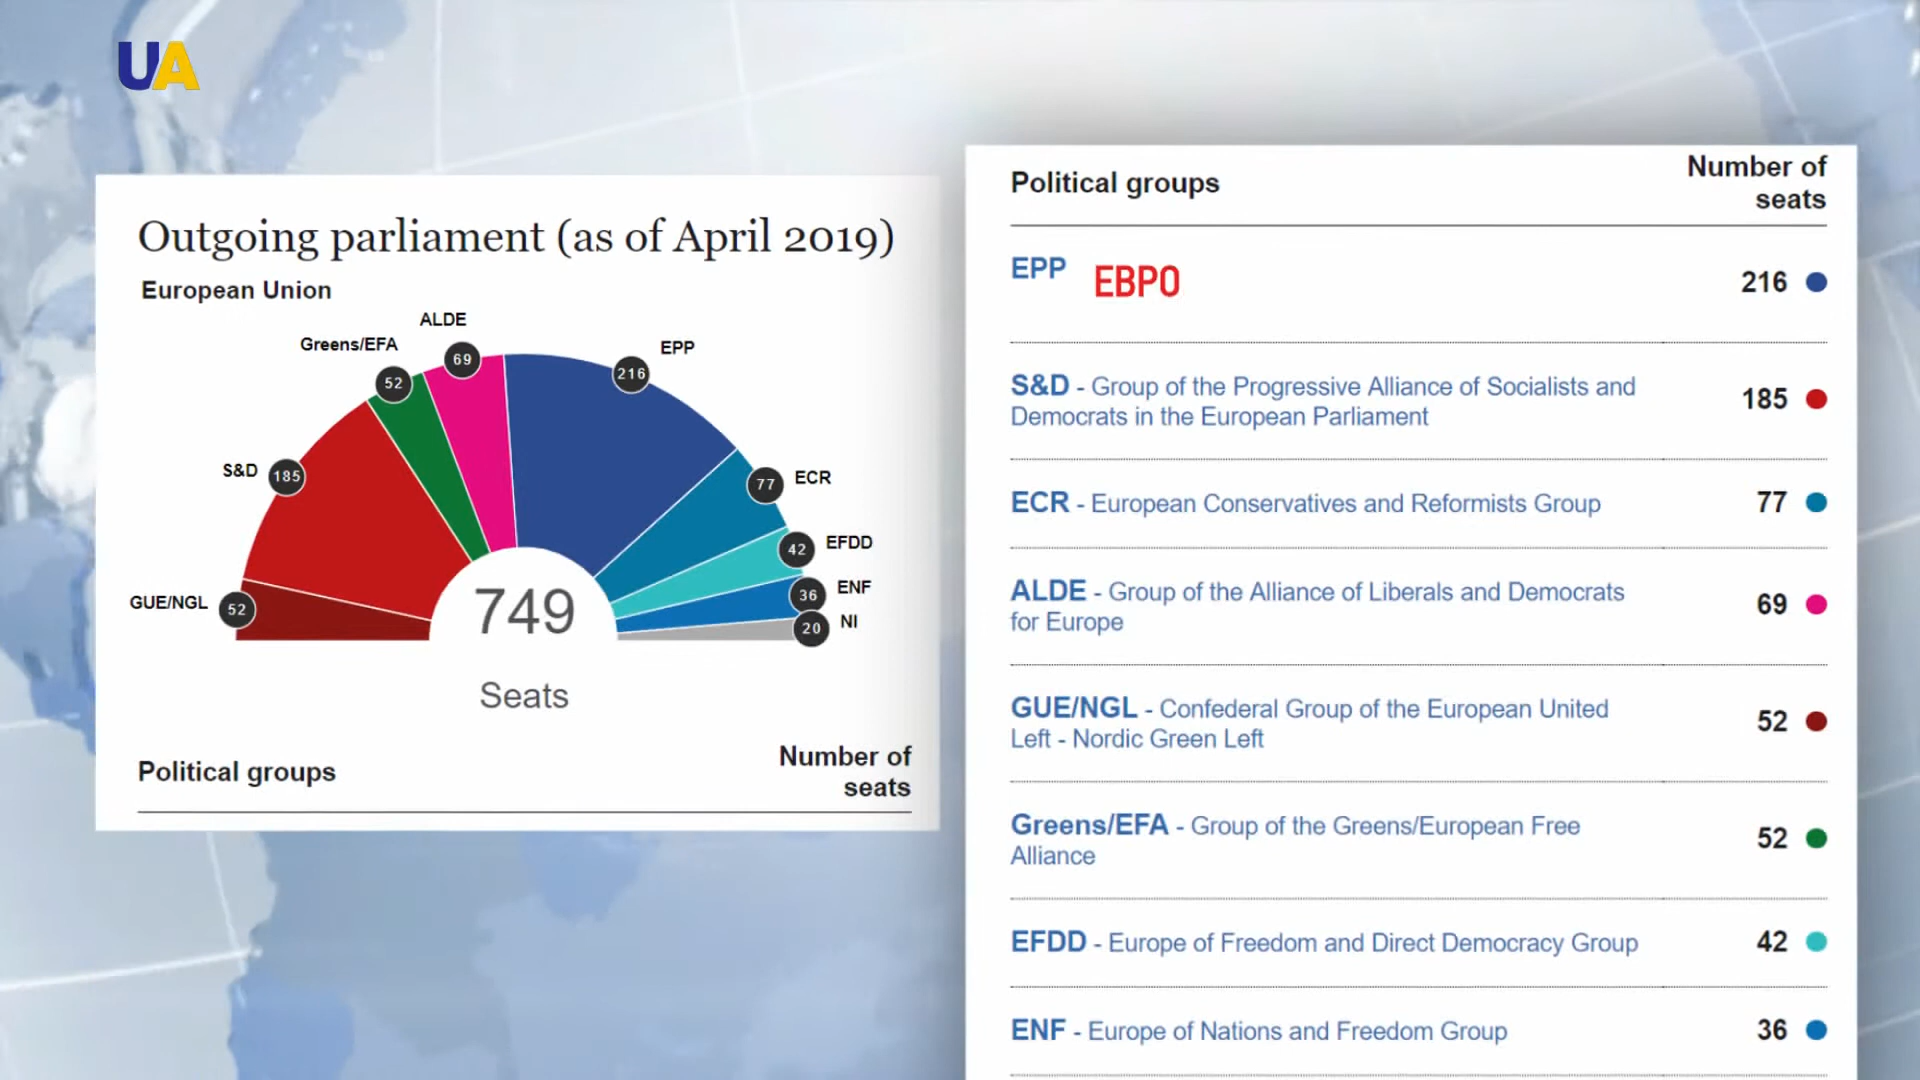 UA
Outgoing parliament (as of April 2019)
European Union
ALDE
Greens/EFA
EPP
69
52
216
S&D
185
ECR
77
EFDD
42
ENF
36
GUE/NGL
52
NI
20
749
Seats
Political groups
Number of
seats
Political groups
Number of
seats
EPP
ЕВРО
216
S&D - Group of the Progressive Alliance of Socialists and
Democrats in the European Parliament
185
ECR - European Conservatives and Reformists Group
77
ALDE - Group of the Alliance of Liberals and Democrats
for Europe
69
GUE/NGL - Confederal Group of the European United
Left - Nordic Green Left
52
Greens/EFA - Group of the Greens/European Free
Alliance
52
EFDD - Europe of Freedom and Direct Democracy Group
42
ENF - Europe of Nations and Freedom Group
36